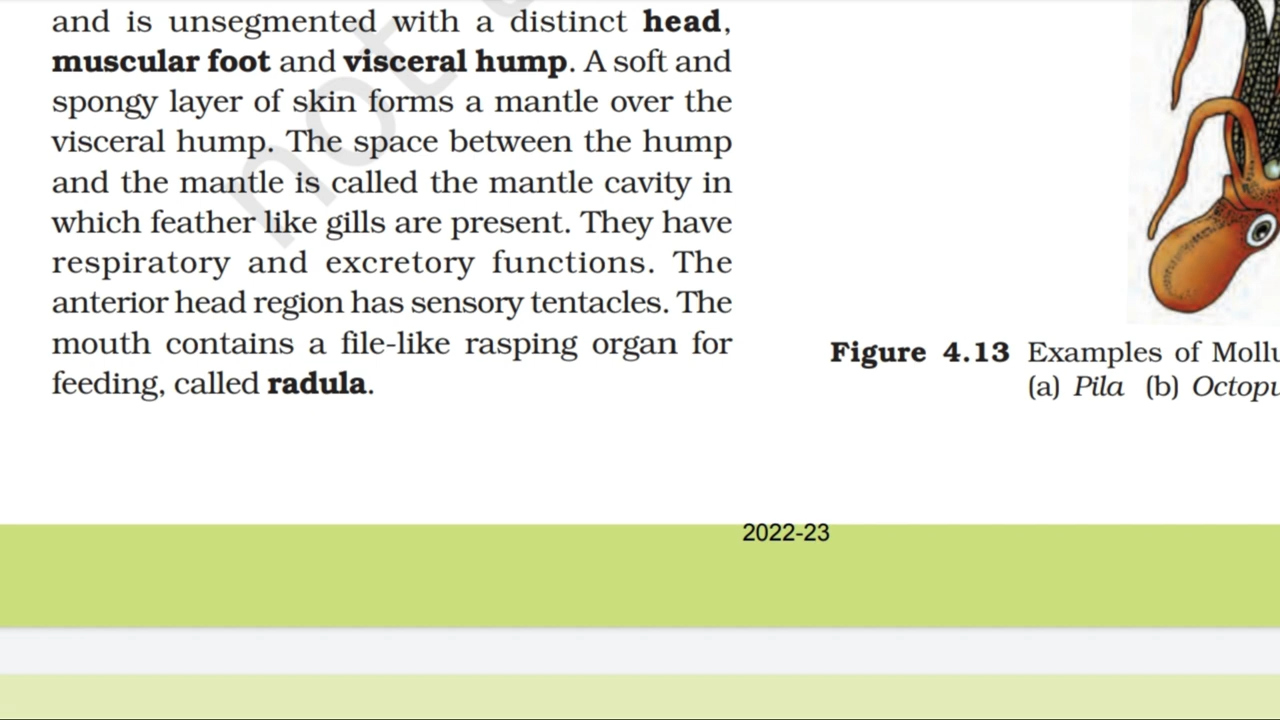 and is unsegmented with a distinct head,
muscular foot and visceral hump. A soft and
spongy layer of skin forms a mantle over the
visceral hump. The space between the hump
and the mantle is called the mantle cavity in
which feather like gills are present. They have
respiratory and excretory functions. The
anterior head region has sensory tentacles. The
mouth contains a file-like rasping organ for
feeding, called radula.
not
Figure 4.13 Examples of Mollu
(a) Pila (b) Octopu
2022-23